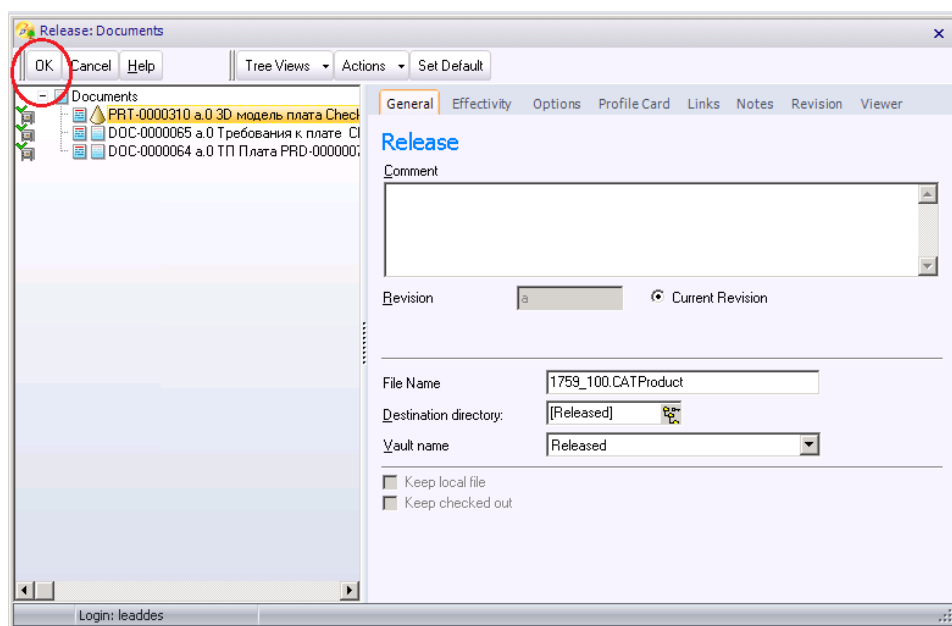 Release: Documents
OK Cancel Help Tree Views Actions Set Default
Documents
PRT-0000310 a.0 3D модель плата Check
DOC-0000065 a.0 Требования к плате
DOC-0000064 a.0 ТП Плата PRD-0000007
General Effectivity Options Profile Card Links Notes Revision Viewer
Release
Comment
Revision a Current Revision
File Name 1759_100.CATProduct
Destination directory: [Released]
Vault name Released
Keep local file
Keep checked out
Login: leaddes